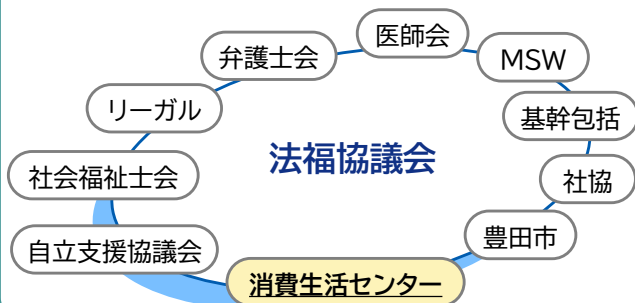 医師会
弁護士会
MSW
リーガル
基幹包括
法福協議会
社会福祉士会
社協
自立支援協議会
豊田市
消費生活センター